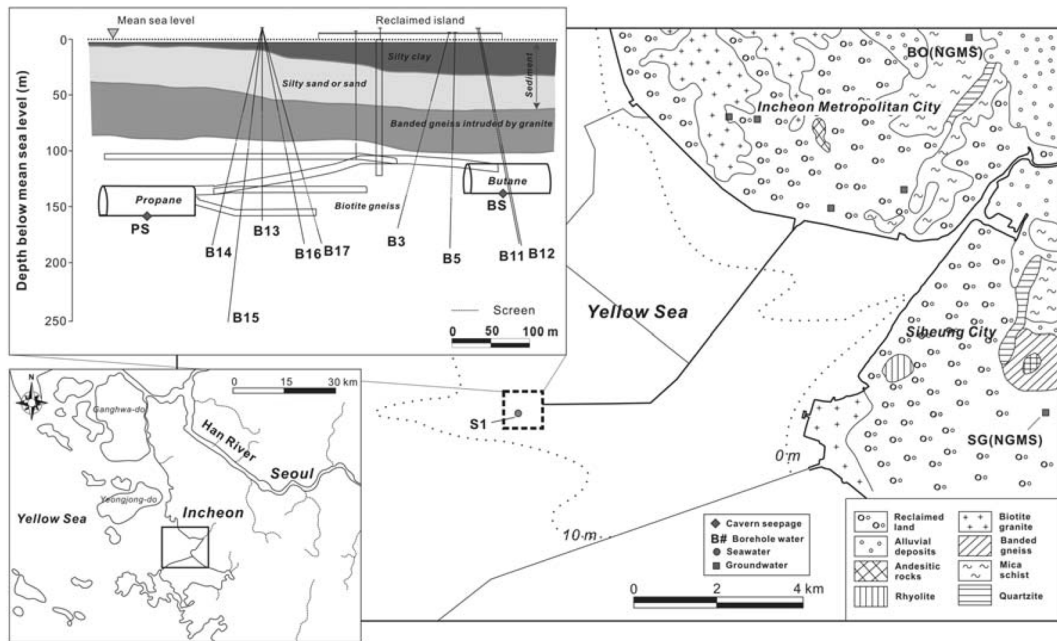 Mean sea level
Reclaimed island
Depth below mean sea level (m)
0
50
100
150
200
250
Silty clay
Silty sand or sand
Sediment
Banded gneiss intruded by granite
Propane
PS
Butane
BS
Biotite gneiss
B14
B13
B16
B17
B15
B3
B5
B11
B12
Screen
0 50 100 m
BO(NGMS)
Incheon Metropolitan City
Yellow Sea
Siheung City
S1
SG(NGMS)
0 m
10 m
N
0 15 30 km
Ganghwa-do
Han River
Seoul
Yeongjong-do
Yellow Sea
Incheon
Cavern seepage
B# Borehole water
Seawater
Groundwater
0 2 4 km
Reclaimed land
Biotite granite
Alluvial deposits
Banded gneiss
Andesitic rocks
Mica schist
Rhyolite
Quartzite